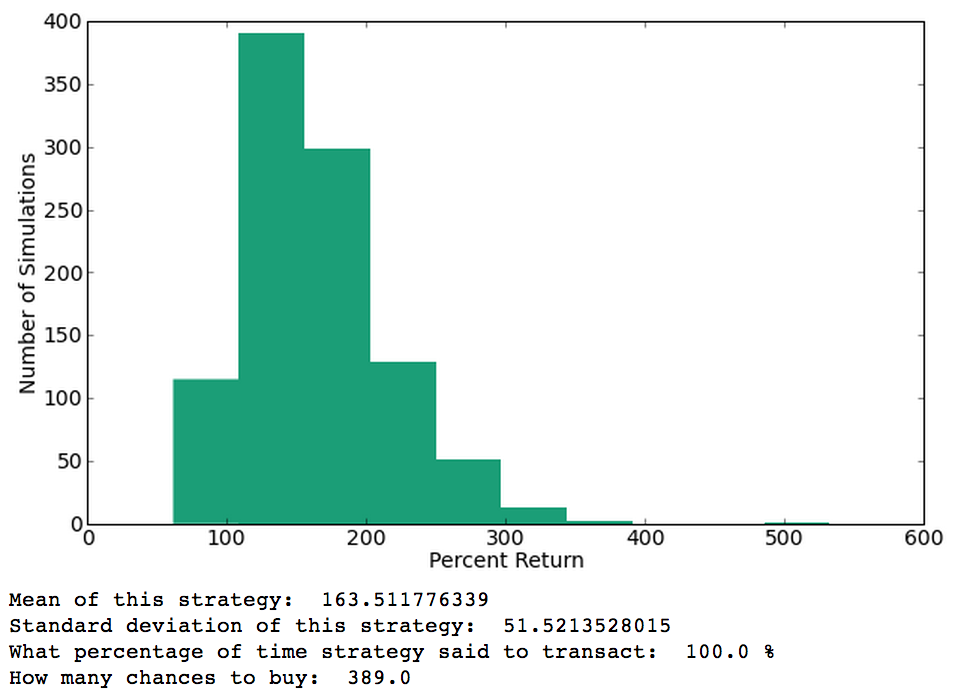 400
350
300
250
200
150
100
50
0
Number of Simulations
0 100 200 300 400 500 600
Percent Return
Mean of this strategy:  163.511776339
Standard deviation of this strategy:  51.5213528015
What percentage of time strategy said to transact:  100.0 %
How many chances to buy:  389.0